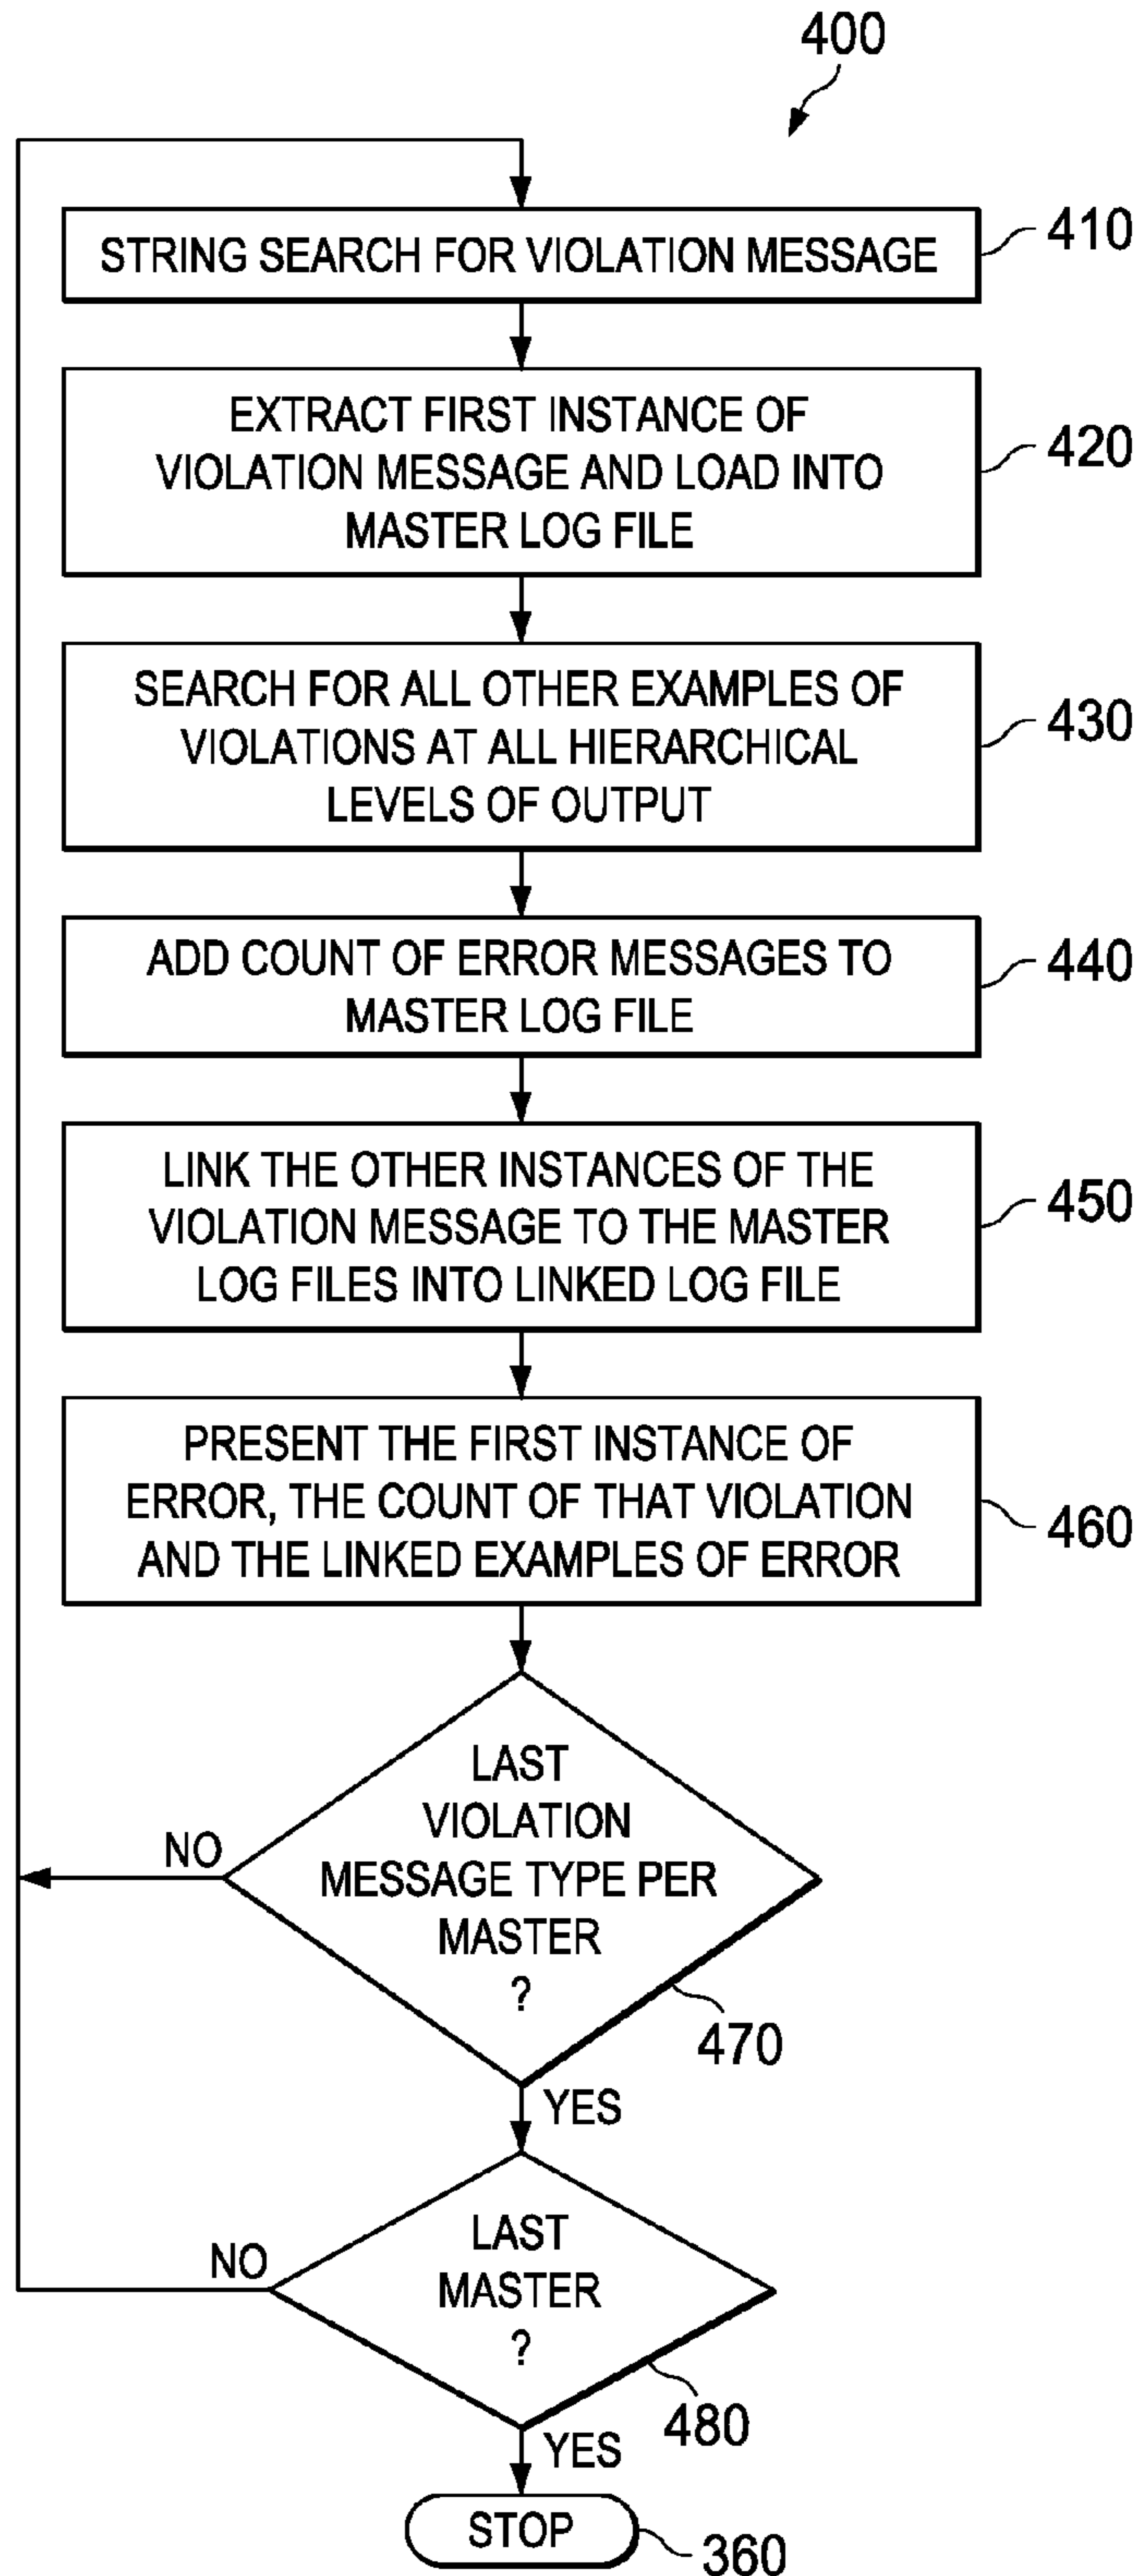 400
STRING SEARCH FOR VIOLATION MESSAGE
410
EXTRACT FIRST INSTANCE OF
VIOLATION MESSAGE AND LOAD INTO
MASTER LOG FILE
420
SEARCH FOR ALL OTHER EXAMPLES OF
VIOLATIONS AT ALL HIERARCHICAL
LEVELS OF OUTPUT
430
ADD COUNT OF ERROR MESSAGES TO
MASTER LOG FILE
440
LINK THE OTHER INSTANCES OF THE
VIOLATION MESSAGE TO THE MASTER
LOG FILES INTO LINKED LOG FILE
450
PRESENT THE FIRST INSTANCE OF
ERROR, THE COUNT OF THAT VIOLATION
AND THE LINKED EXAMPLES OF ERROR
460
LAST
VIOLATION
MESSAGE TYPE PER
MASTER
?
NO
470
YES
LAST
MASTER
?
NO
480
YES
STOP
360